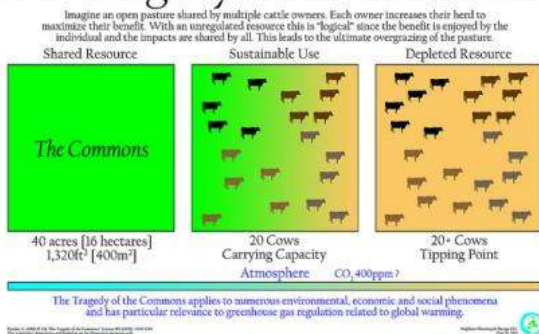 Imagine an open pasture shared by multiple cattle owners. Each owner increases their herd to
maximize their benefit. With an unregulated resource this is "logical" since the benefit is enjoyed by the
individual and the impacts are shared by all. This leads to the ultimate overgrazing of the pasture.
Shared Resource
Sustainable Use
Depleted Resource
The Commons
40 acres [16 hectares]
1,320ft² [400m²]
20 Cows
Carrying Capacity
20+ Cows
Tipping Point
Atmosphere
CO₂ 400ppm?
The Tragedy of the Commons applies to numerous environmental, economic and social phenomena
and has particular relevance to greenhouse gas regulation related to global warming.